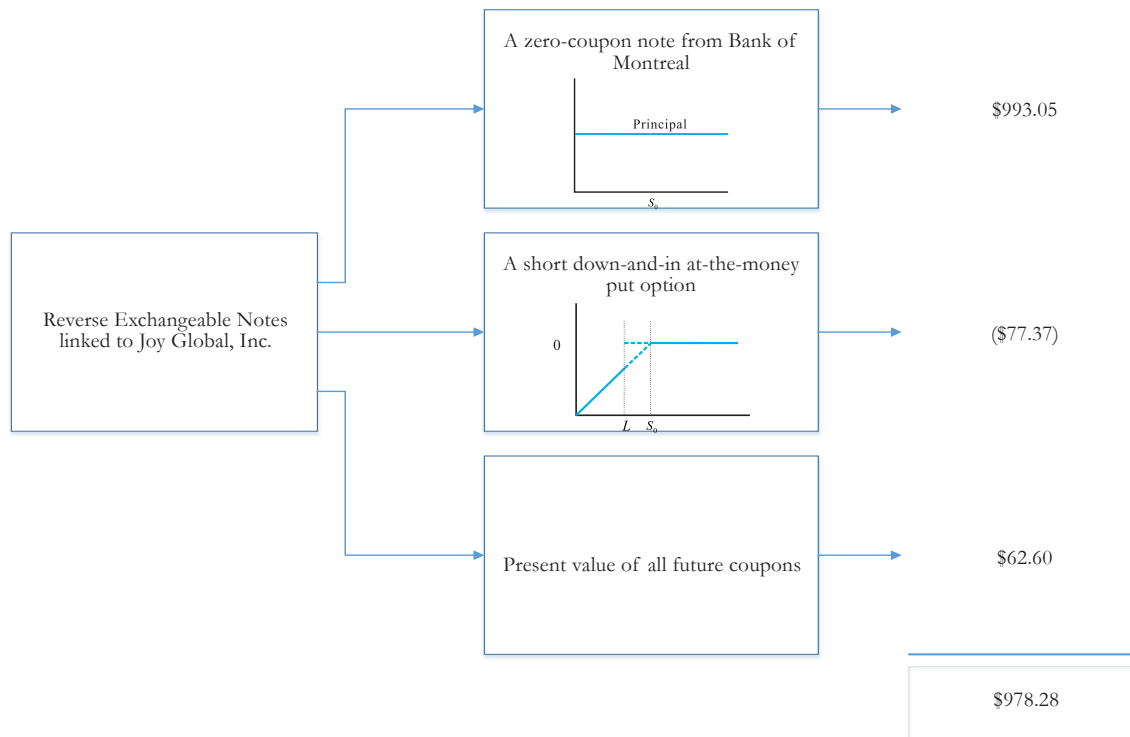 A zero-coupon note from Bank of
Montreal
Principal
S₀
$993.05
Reverse Exchangeable Notes
linked to Joy Global, Inc.
A short down-and-in at-the-money
put option
0
L S₀
($77.37)
Present value of all future coupons
$62.60
$978.28